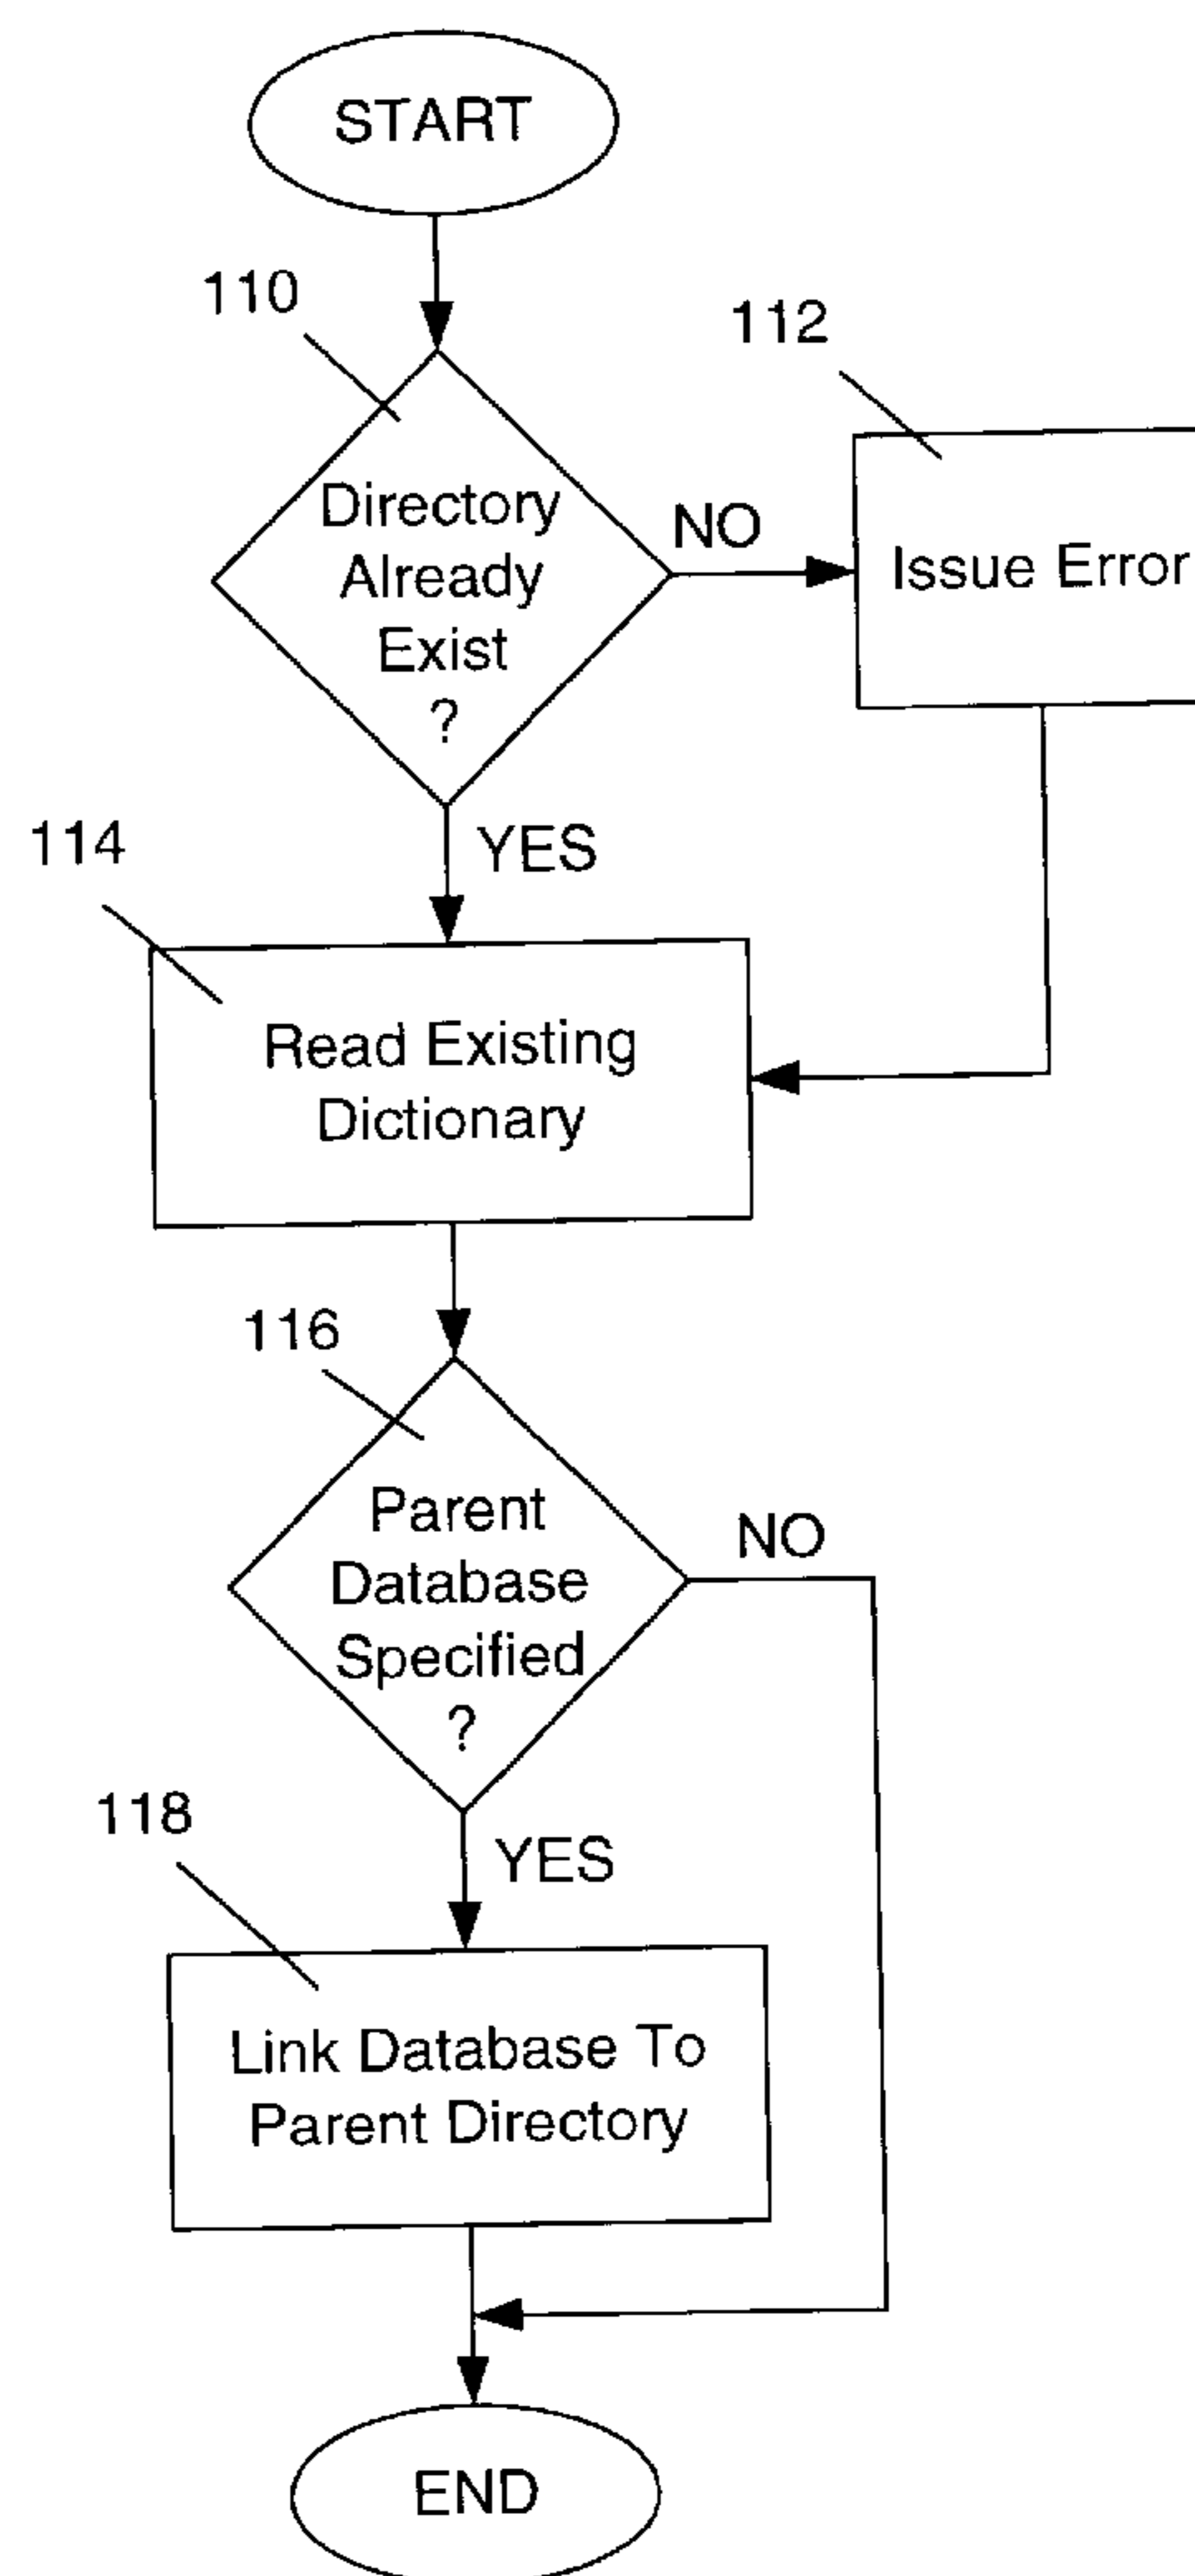 START
110
112
Directory
Already
Exist
?
NO
Issue Error
YES
114
Read Existing
Dictionary
116
Parent
Database
Specified
?
NO
118
YES
Link Database To
Parent Directory
END